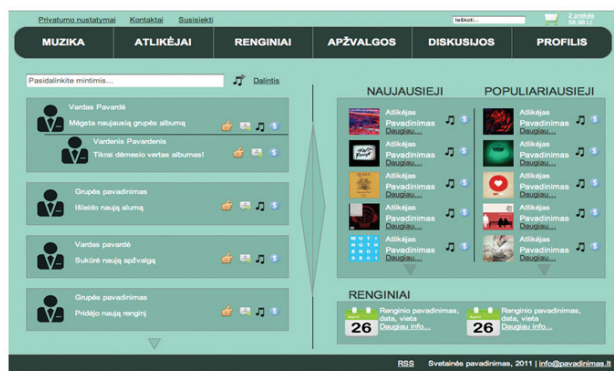 Privatumo nustatymai Kontaktai Susisiekti
Ieškoti...
2 prekės
MUZIKA ATLIKĖJAI RENGINIAI APŽVALGOS DISKUSIJOS PROFILIS
Pasidalinkite mintimis... Dalintis
Vardas Pavardė
Mėgsta naujausią grupės albumą
Vardenis Pavardenis
Tikrai dėmesio vertas albumas!
Grupės pavadinimas
Išleido naują alumą
Vardas pavardė
Sukūrė naują apžvalgą
Grupės pavadinimas
Pridėjo naują renginį
NAUJAUSIEJI
Atlikėjas
Pavadinimas
Daugiau...
Atlikėjas
Pavadinimas
Daugiau...
QUEEN
Atlikėjas
Pavadinimas
Daugiau...
Atlikėjas
Pavadinimas
Daugiau...
Atlikėjas
Pavadinimas
Daugiau...
POPULIARIAUSIEJI
Atlikėjas
Pavadinimas
Daugiau...
Atlikėjas
Pavadinimas
Daugiau...
Atlikėjas
Pavadinimas
Daugiau...
Atlikėjas
Pavadinimas
Daugiau...
Atlikėjas
Pavadinimas
Daugiau...
RENGINIAI
26
Renginio pavadinimas,
data, vieta
Daugiau info...
26
Renginio pavadinimas,
data, vieta
Daugiau info...
RSS Svetainės pavadinimas, 2011 | info@pavadinimas.lt